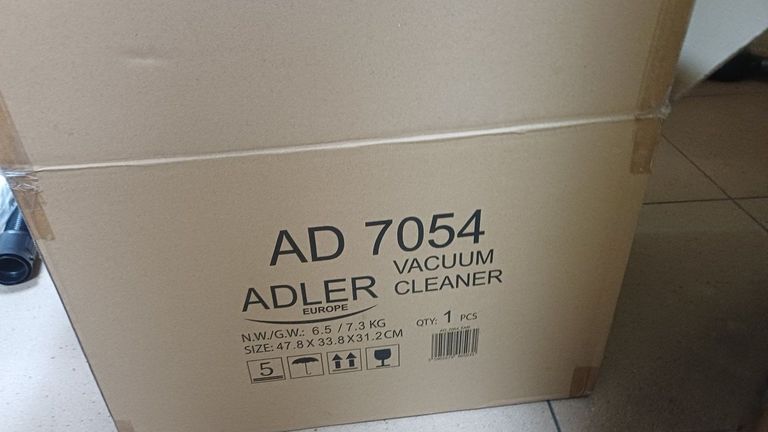 AD 7054
ADLER
EUROPE
VACUUM
CLEANER
N.W./G.W.: 6.5 / 7.3 KG
SIZE: 47.8 X 33.8 X 31.2 CM
QTY: 1 PCS
5